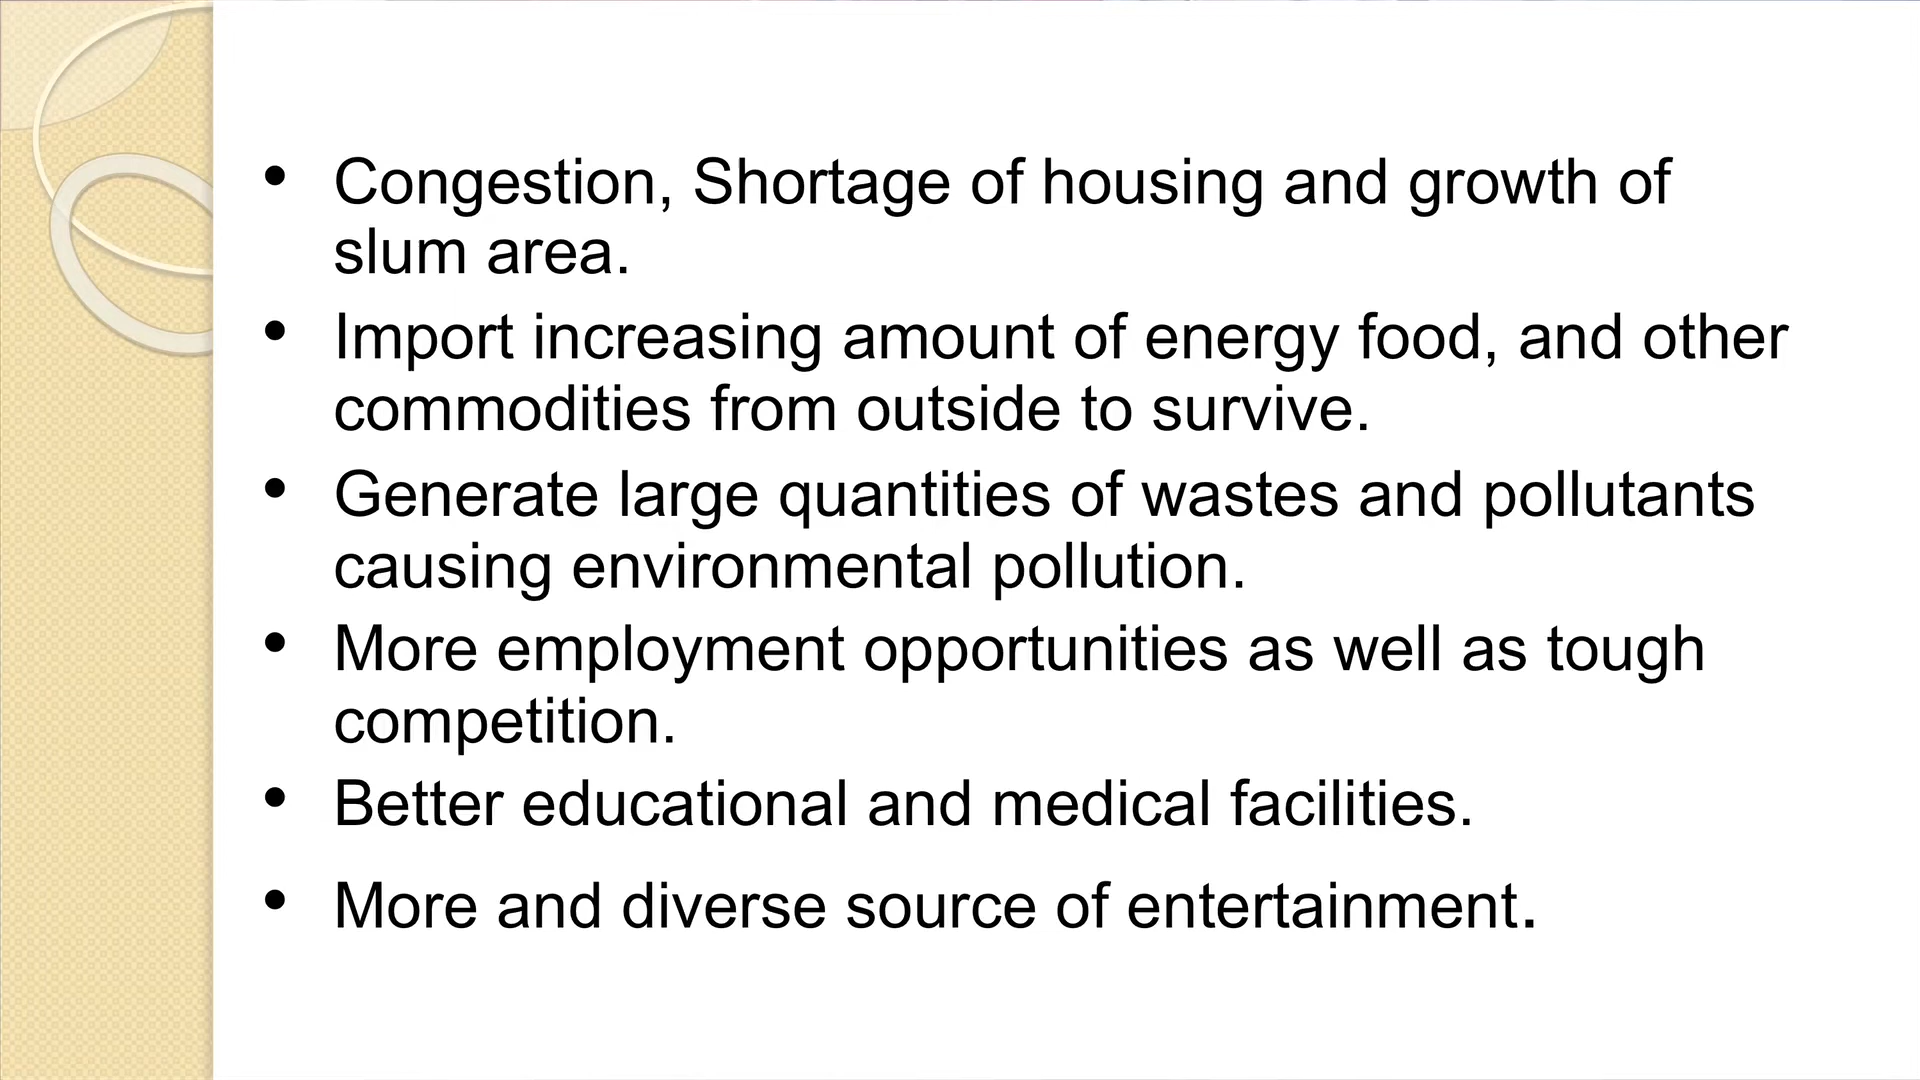 • Congestion, Shortage of housing and growth of
slum area.
• Import increasing amount of energy food, and other
commodities from outside to survive.
• Generate large quantities of wastes and pollutants
causing environmental pollution.
• More employment opportunities as well as tough
competition.
• Better educational and medical facilities.
• More and diverse source of entertainment.